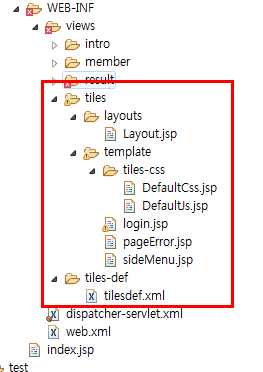 WEB-INF
views
intro
member
result
tiles
layouts
Layout.jsp
template
tiles-css
DefaultCss.jsp
DefaultJs.jsp
login.jsp
pageError.jsp
sideMenu.jsp
tiles-def
tilesdef.xml
dispatcher-servlet.xml
web.xml
index.jsp
test